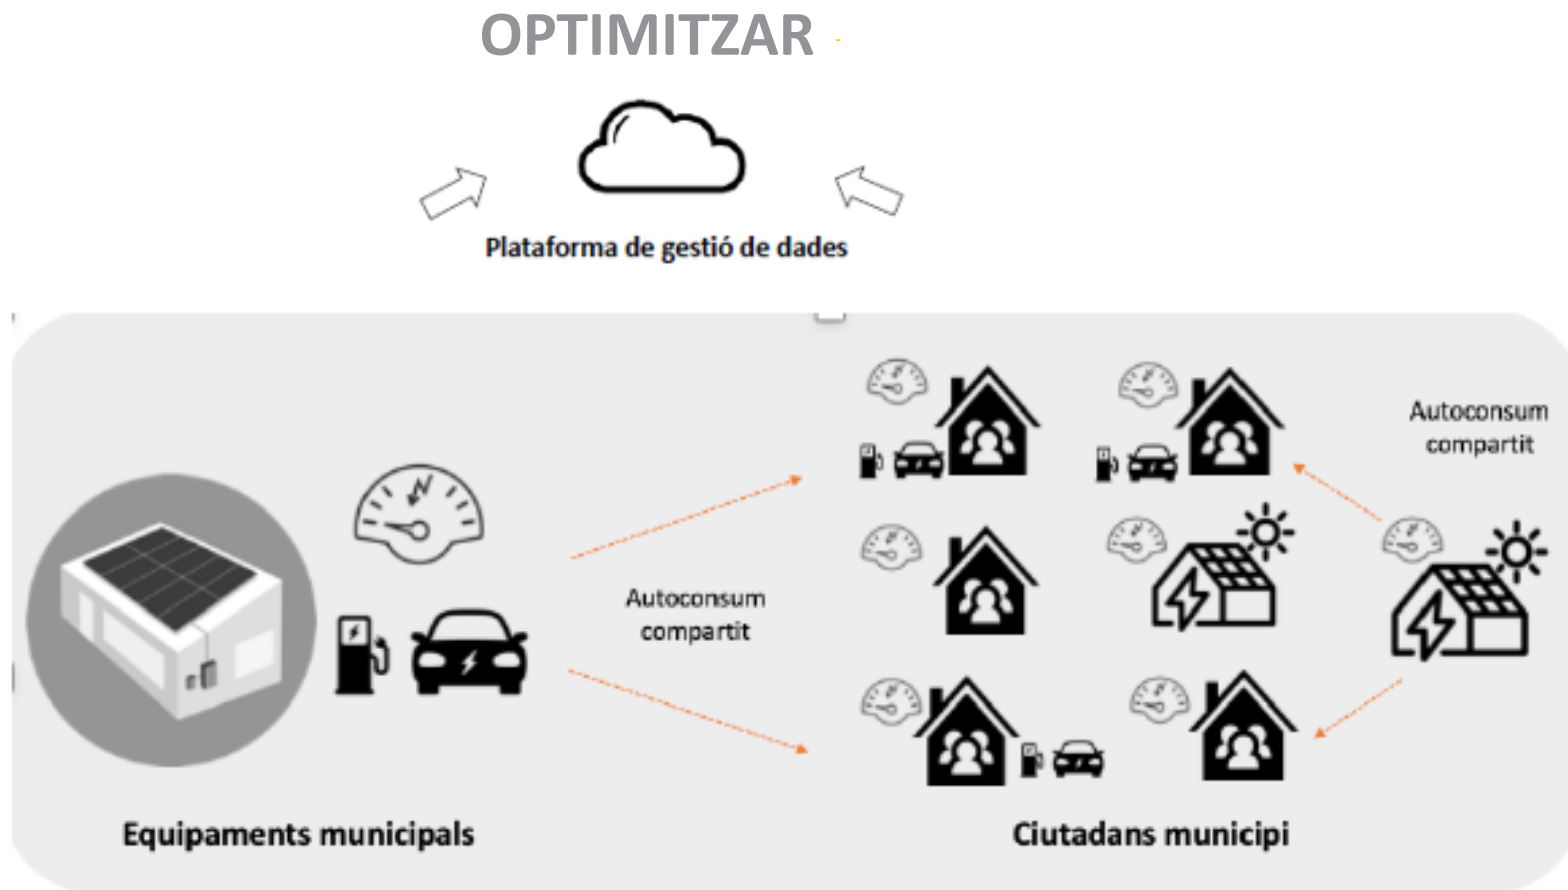 OPTIMITZAR -
Plataforma de gestió de dades
Autoconsum
compartit
Autoconsum
compartit
Equipaments municipals
Ciutadans municipi